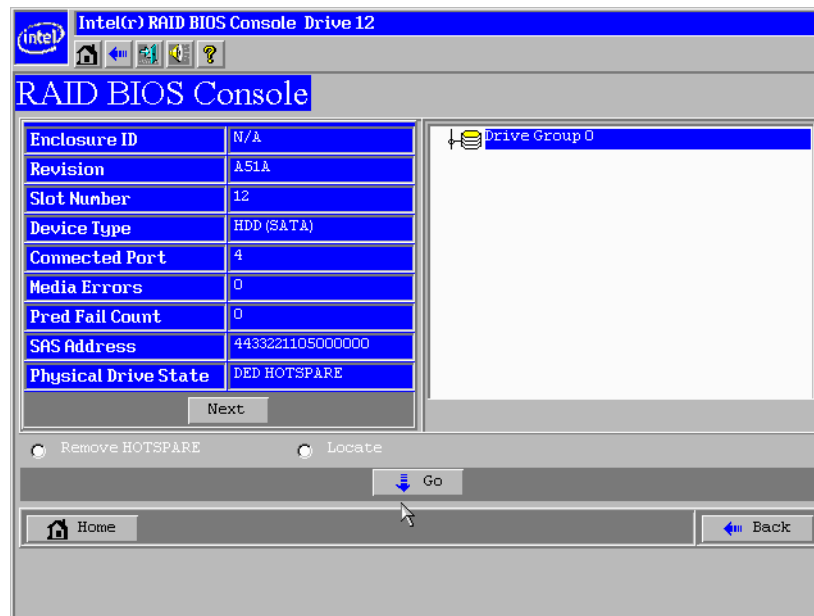 Intel(r) RAID BIOS Console Drive 12
intel
RAID BIOS Console
Enclosure ID N/A
Revision A51A
Slot Number 12
Device Type HDD (SATA)
Connected Port 4
Media Errors 0
Pred Fail Count 0
SAS Address 4433221105000000
Physical Drive State DED HOTSPARE
Next
Drive Group 0
Remove HOTSPARE Locate
Go
Home Back